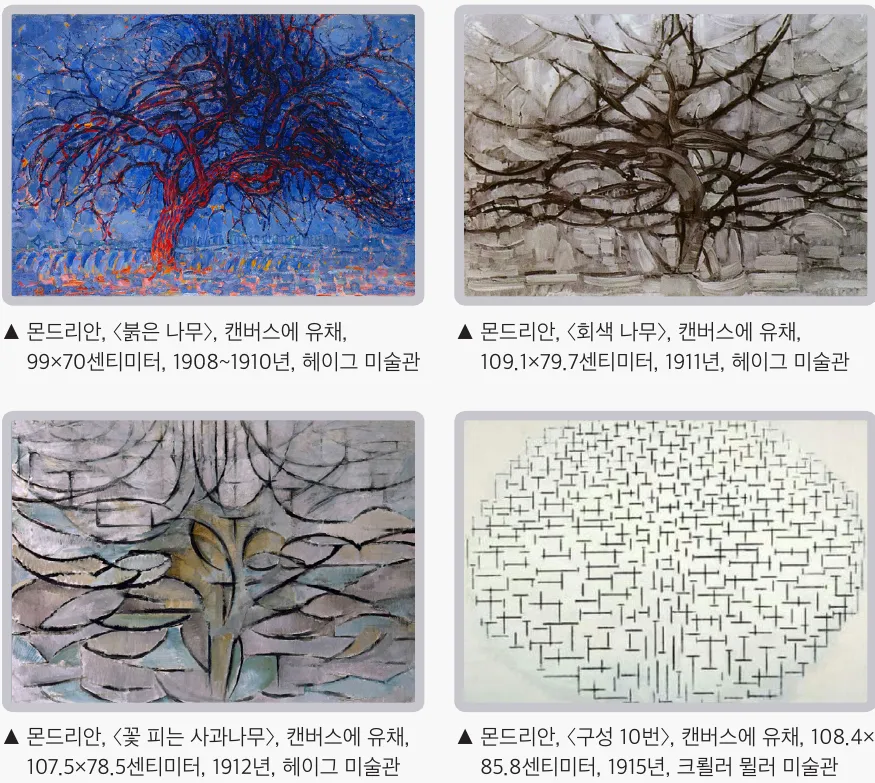 ▲ 몬드리안, 〈붉은 나무〉, 캔버스에 유채,
99×70센티미터, 1908~1910년, 헤이그 미술관
▲ 몬드리안, 〈회색 나무〉, 캔버스에 유채,
109.1×79.7센티미터, 1911년, 헤이그 미술관
▲ 몬드리안, 〈꽃 피는 사과나무〉, 캔버스에 유채,
107.5×78.5센티미터, 1912년, 헤이그 미술관
▲ 몬드리안, 〈구성 10번〉, 캔버스에 유채, 108.4×
85.8센티미터, 1915년, 크륄러 뮐러 미술관